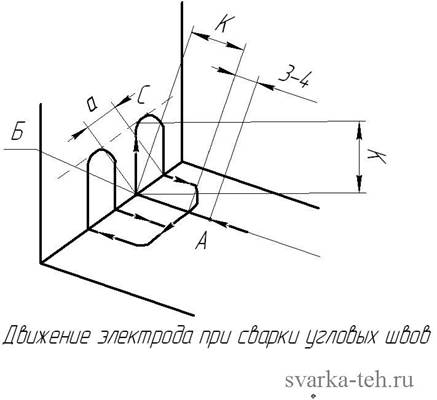 К
3-4
а
С
Б
К
А
Движение электрода при сварки угловых швов
svarka-teh.ru